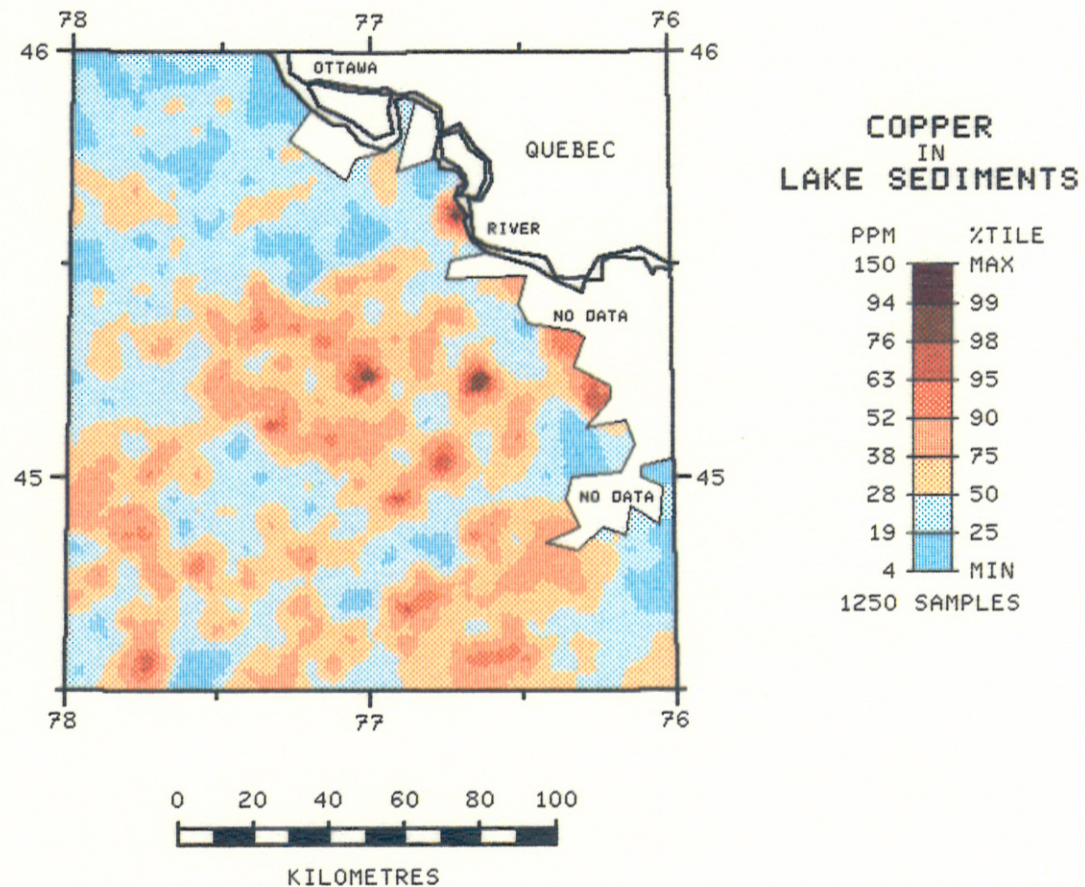 78 77 76
46 46
OTTAWA
QUEBEC
RIVER
NO DATA
45 45
NO DATA
78 77 76
0 20 40 60 80 100
KILOMETRES
COPPER
IN
LAKE SEDIMENTS
PPM %TILE
150 MAX
94 99
76 98
63 95
52 90
38 75
28 50
19 25
4 MIN
1250 SAMPLES